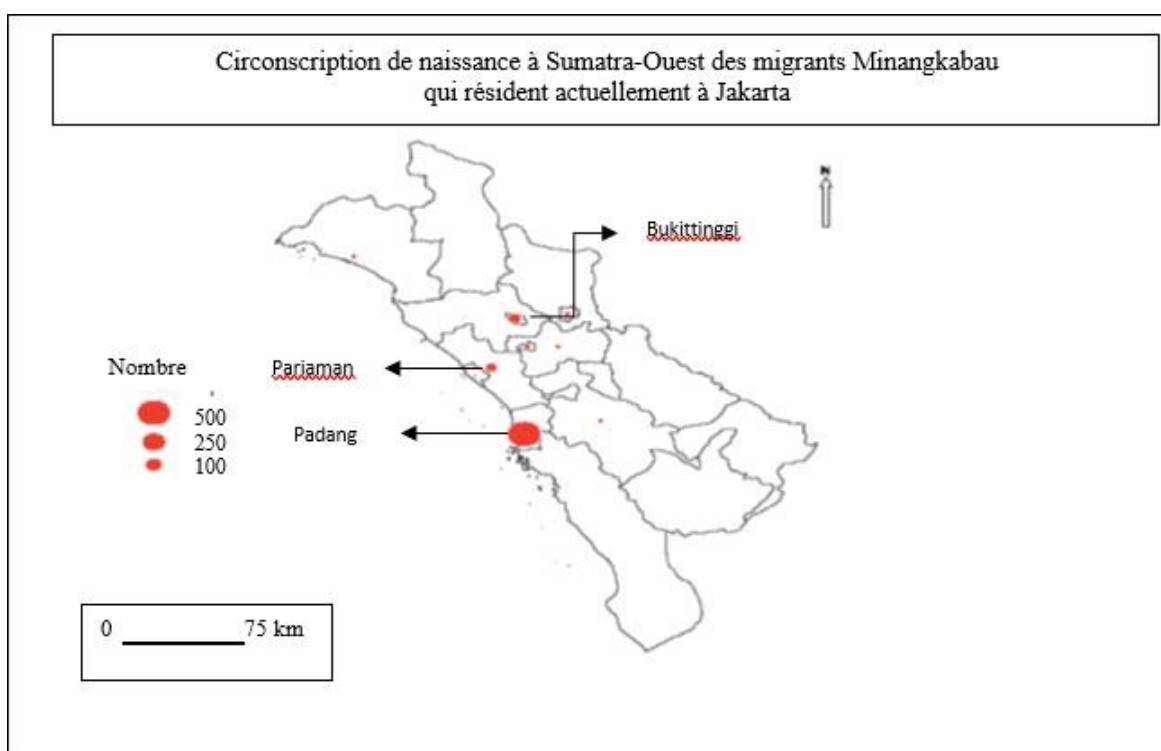 Circonscription de naissance à Sumatra-Ouest des migrants Minangkabau
qui résident actuellement à Jakarta
N
Bukittinggi
Nombre
Pariaman
500
Padang
250
100
0 75 km